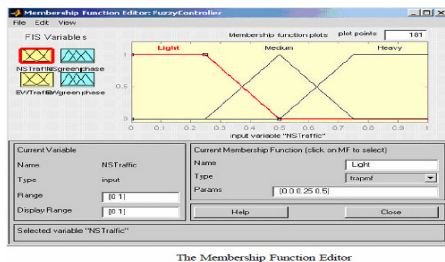 Membership Function Editor: FuzzyController
File Edit View
FIS Variables
Membership function plots plot points 181
NSTraffic NSgreenphase
EWTraffic EWgreenphase
Light Medium Heavy
1
0.5
0
0 0.1 0.2 0.3 0.4 0.5 0.6 0.7 0.8 0.9 1
input variable "NSTraffic"
Current Variable
Name NSTraffic
Type input
Range [0 1]
Display Range [0 1]
Current Membership Function (click on MF to select)
Name Light
Type trapmf
Params [0 0 0.25 0.5]
Help Close
Selected variable "NSTraffic"
The Membership Function Editor